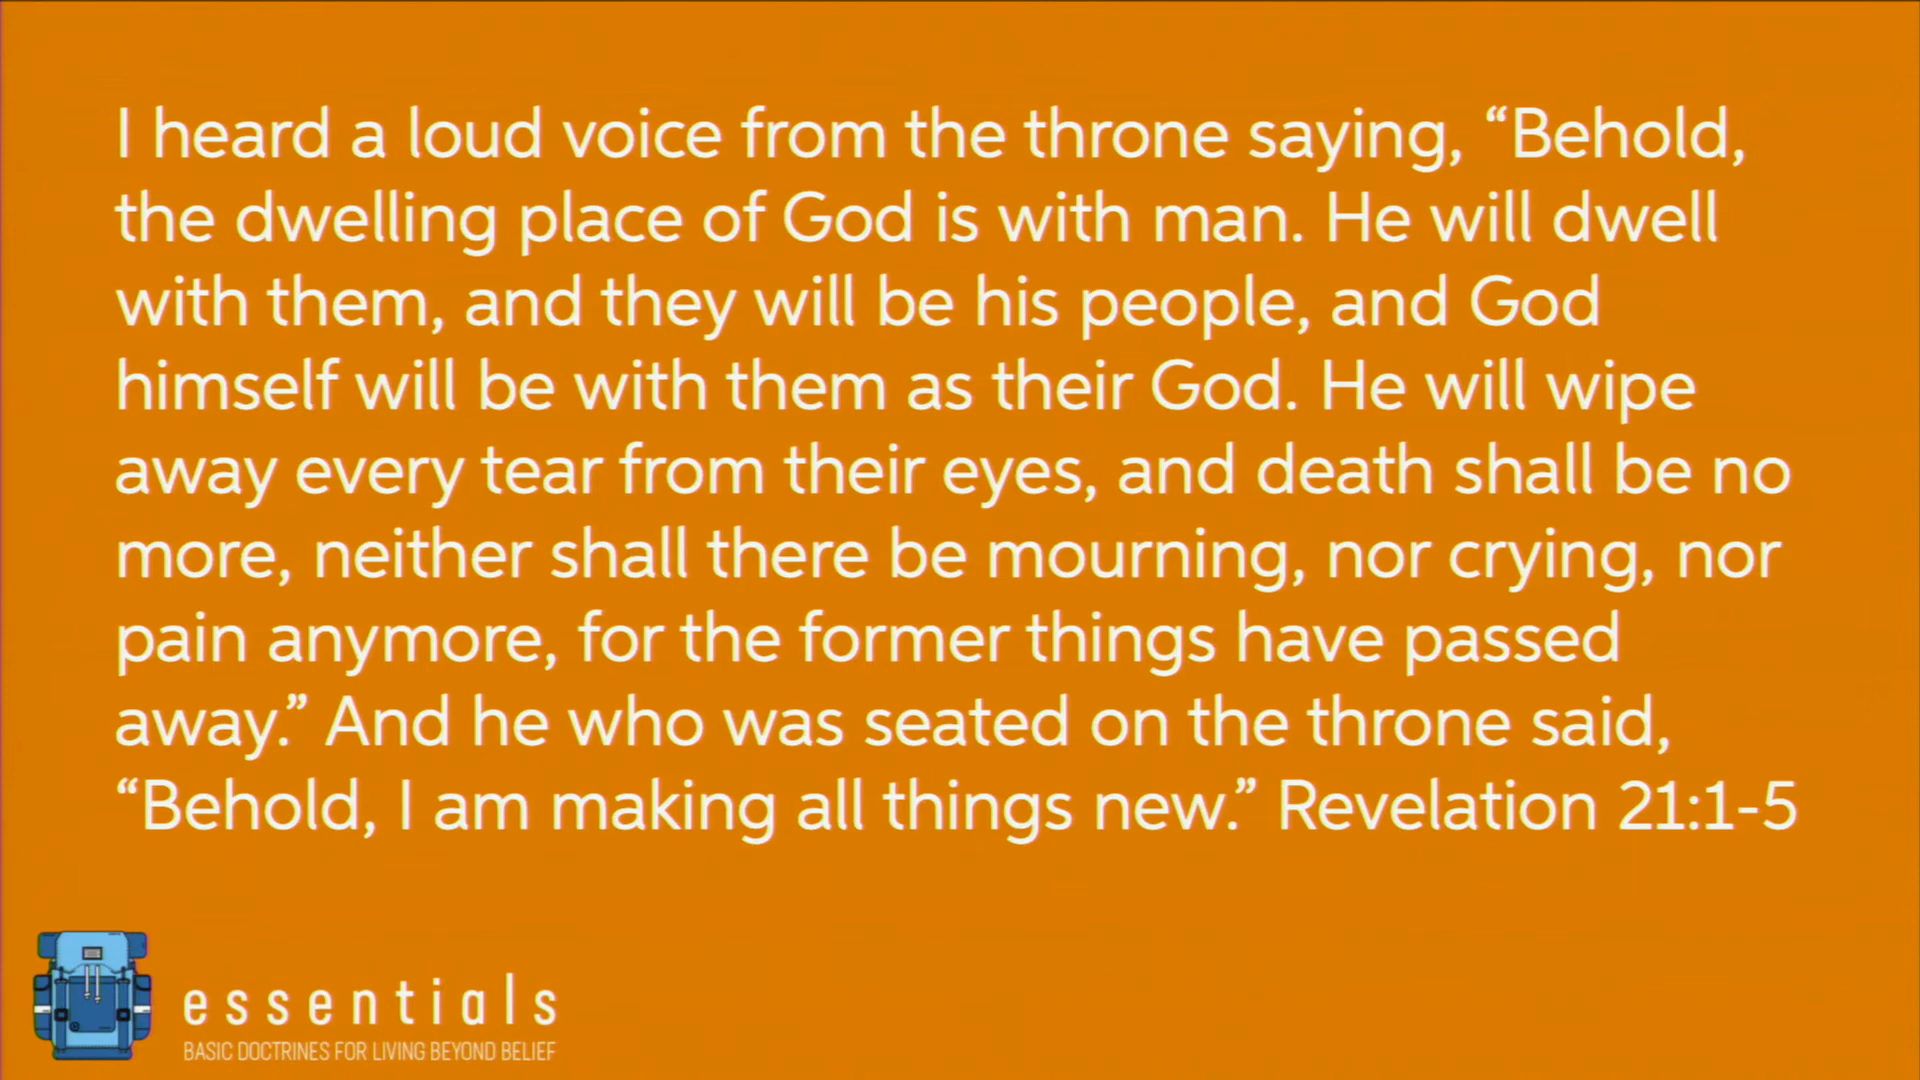 I heard a loud voice from the throne saying, “Behold,
the dwelling place of God is with man. He will dwell
with them, and they will be his people, and God
himself will be with them as their God. He will wipe
away every tear from their eyes, and death shall be no
more, neither shall there be mourning, nor crying, nor
pain anymore, for the former things have passed
away.” And he who was seated on the throne said,
“Behold, I am making all things new.” Revelation 21:1-5
essentials
BASIC DOCTRINES FOR LIVING BEYOND BELIEF